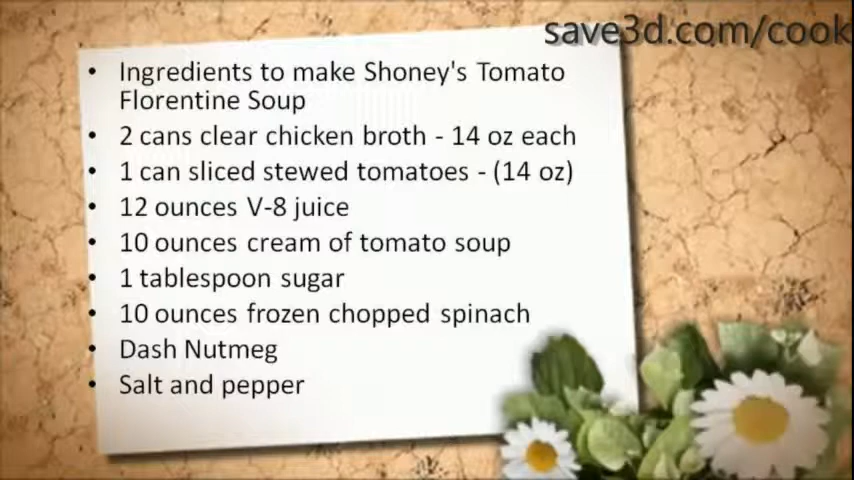 save3d.com/cook
• Ingredients to make Shoney's Tomato
Florentine Soup
• 2 cans clear chicken broth - 14 oz each
• 1 can sliced stewed tomatoes - (14 oz)
• 12 ounces V-8 juice
• 10 ounces cream of tomato soup
• 1 tablespoon sugar
• 10 ounces frozen chopped spinach
• Dash Nutmeg
• Salt and pepper